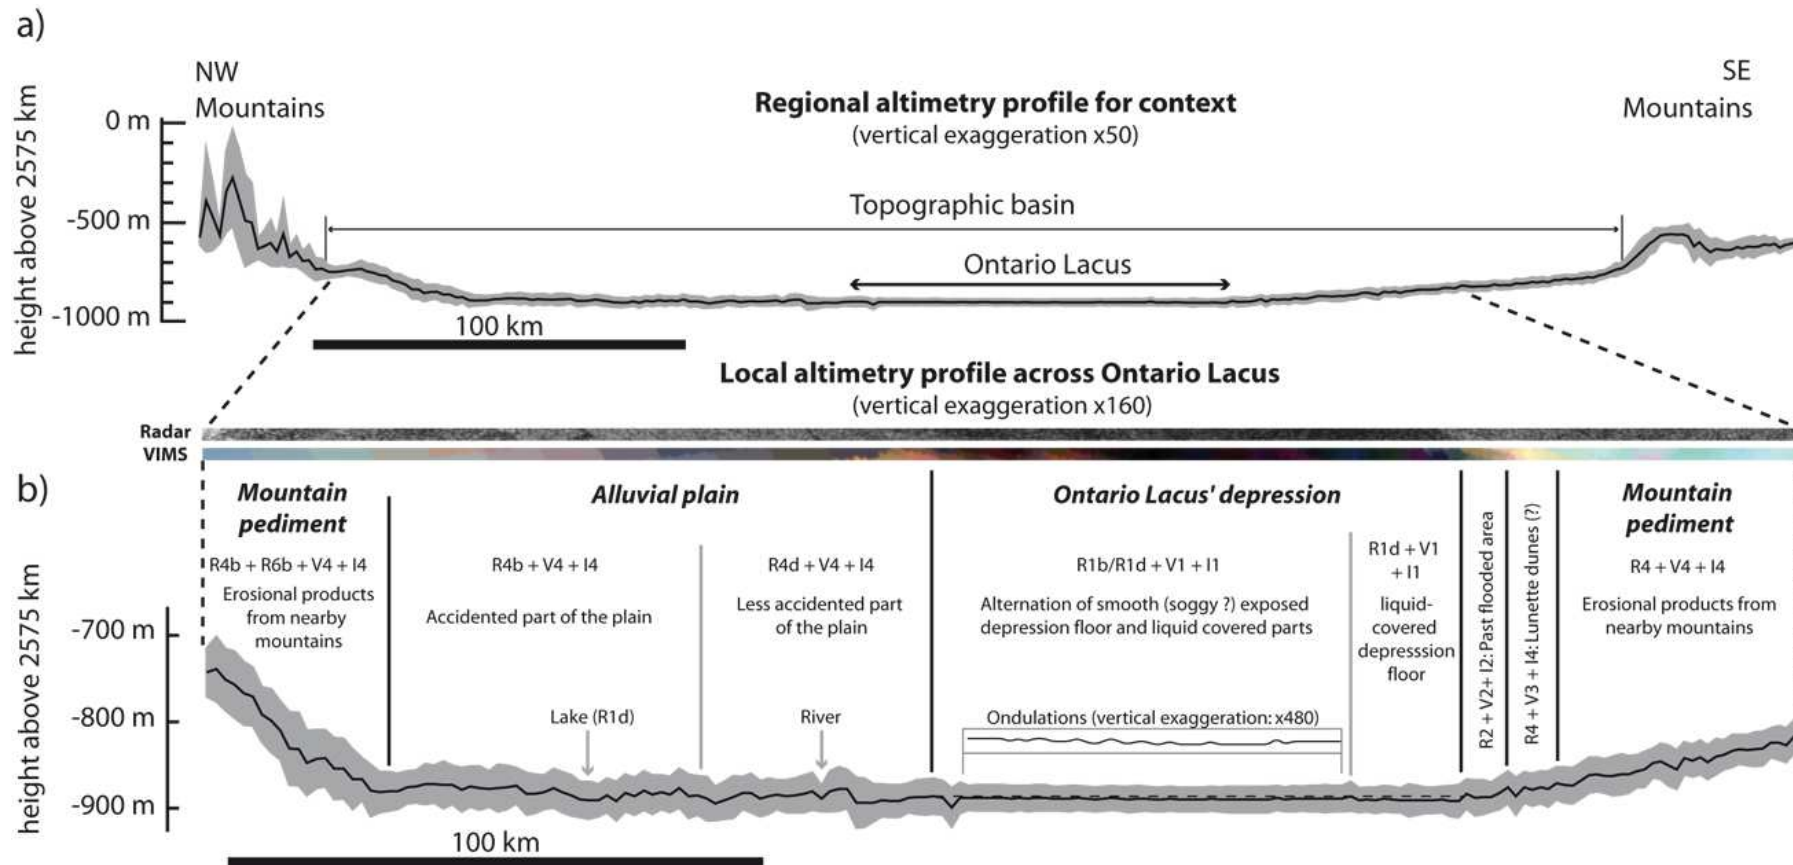 a)
NW
Mountains
SE
Mountains
Regional altimetry profile for context
(vertical exaggeration x50)
height above 2575 km
0 m
-500 m
-1000 m
Topographic basin
Ontario Lacus
100 km
Local altimetry profile across Ontario Lacus
(vertical exaggeration x160)
Radar
VIMS
b)
Mountain
pediment
R4b + R6b + V4 + I4
Erosional products
from nearby
mountains
Alluvial plain
R4b + V4 + I4
Accidented part of the plain
R4d + V4 + I4
Less accidented part
of the plain
Ontario Lacus' depression
R1b/R1d + V1 + I1
Alternation of smooth (soggy ?) exposed
depression floor and liquid covered parts
R1d + V1
+ I1
liquid-
covered
depresssion
floor
R2 + V2+ I2: Past flooded area
R4 + V3 + I4: Lunette dunes (?)
Mountain
pediment
R4 + V4 + I4
Erosional products from
nearby mountains
height above 2575 km
-700 m
-800 m
-900 m
Lake (R1d)
River
Ondulations (vertical exaggeration: x480)
100 km